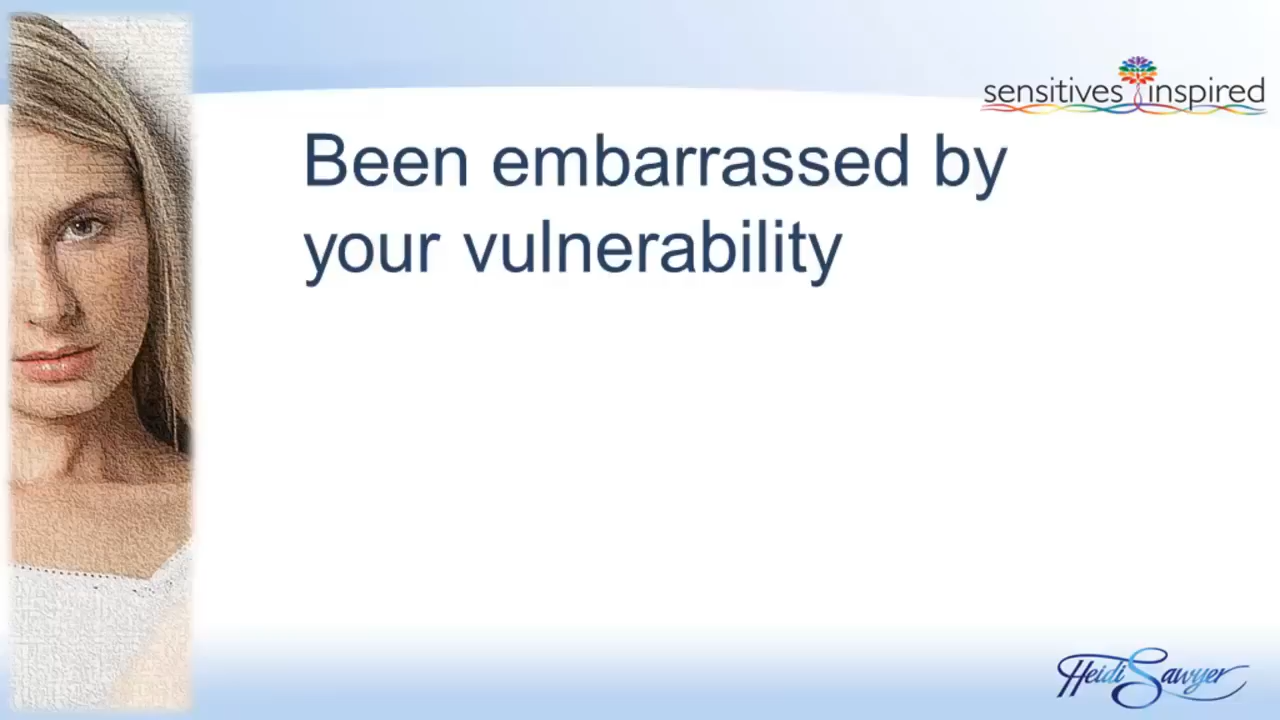 sensitives inspired
Been embarrassed by
your vulnerability
Heidi Sawyer